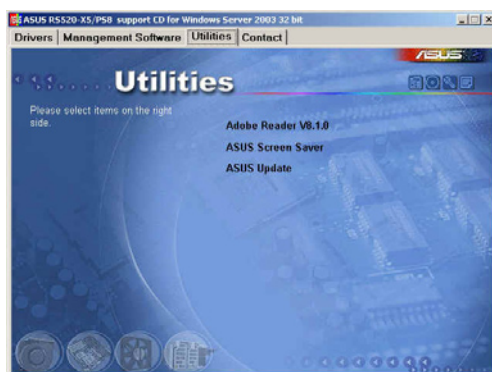 ASUS RS520-X5/PS8 support CD for Windows Server 2003 32 bit
Drivers Management Software Utilities Contact
ASUS
Utilities
Please select items on the right
side.
Adobe Reader V8.1.0
ASUS Screen Saver
ASUS Update